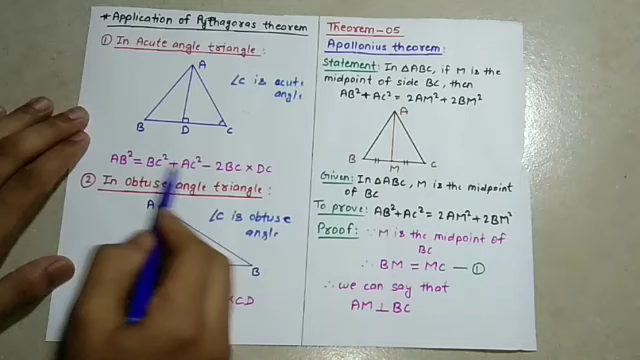 *Application of Pythagoras theorem
① In Acute angle triangle:
A
∠C is acute
angle
B
D
C
AB² = BC² + AC² - 2BC × DC
② In Obtuse angle triangle:
A
∠C is obtuse
angle
B
CD
Theorem-05
Apollonius theorem:
Statement: In △ABC, if M is the
midpoint of side BC, then
AB² + AC² = 2AM² + 2BM²
A
B
M
C
Given: In △ABC, M is the midpoint
of BC
To prove: AB² + AC² = 2AM² + 2BM²
Proof: ∵ M is the midpoint of
BC
∴ BM = MC — ①
∴ we can say that
AM ⊥ BC